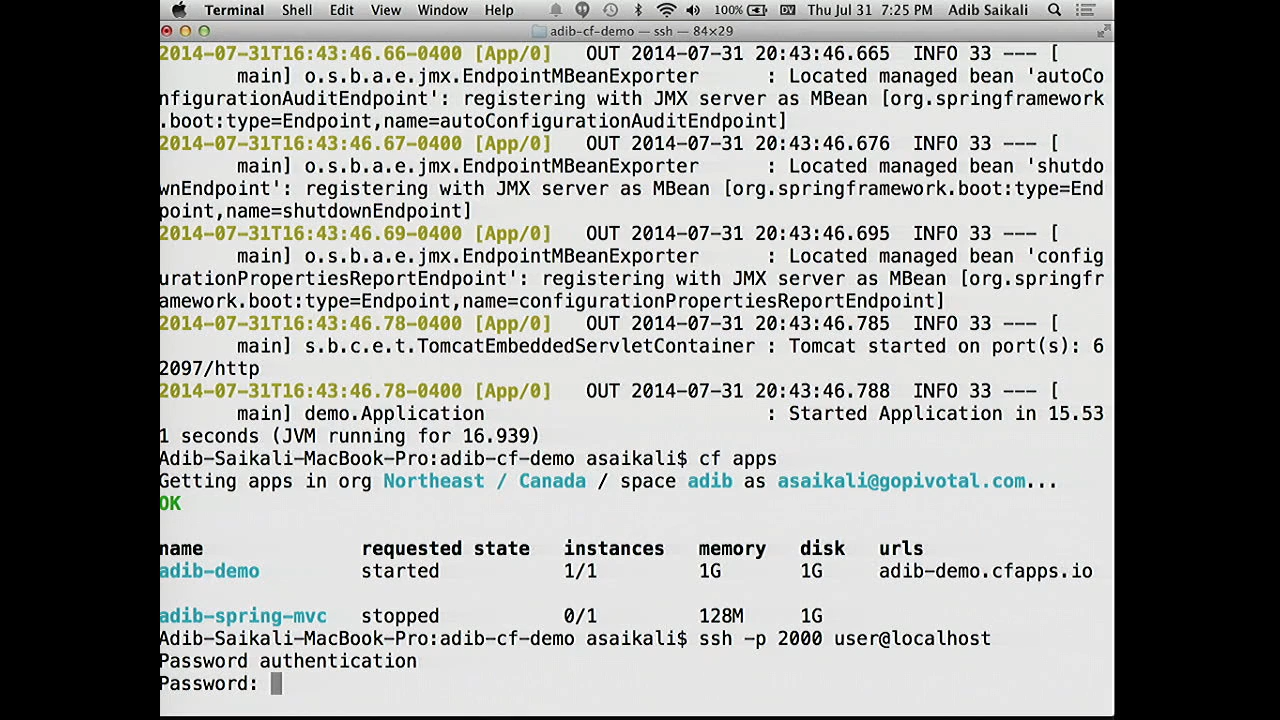 Terminal Shell Edit View Window Help 100% DV Thu Jul 31 7:25 PM Adib Saikali
adib-cf-demo — ssh — 84×29
2014-07-31T16:43:46.66-0400 [App/0]   OUT 2014-07-31 20:43:46.665  INFO 33 --- [
main] o.s.b.a.e.jmx.EndpointMBeanExporter      : Located managed bean 'autoCo
nfigurationAuditEndpoint': registering with JMX server as MBean [org.springframework
.boot:type=Endpoint,name=autoConfigurationAuditEndpoint]
2014-07-31T16:43:46.67-0400 [App/0]   OUT 2014-07-31 20:43:46.676  INFO 33 --- [
main] o.s.b.a.e.jmx.EndpointMBeanExporter      : Located managed bean 'shutdo
wnEndpoint': registering with JMX server as MBean [org.springframework.boot:type=End
point,name=shutdownEndpoint]
2014-07-31T16:43:46.69-0400 [App/0]   OUT 2014-07-31 20:43:46.695  INFO 33 --- [
main] o.s.b.a.e.jmx.EndpointMBeanExporter      : Located managed bean 'config
urationPropertiesReportEndpoint': registering with JMX server as MBean [org.springfr
amework.boot:type=Endpoint,name=configurationPropertiesReportEndpoint]
2014-07-31T16:43:46.78-0400 [App/0]   OUT 2014-07-31 20:43:46.785  INFO 33 --- [
main] s.b.c.e.t.TomcatEmbeddedServletContainer : Tomcat started on port(s): 6
2097/http
2014-07-31T16:43:46.78-0400 [App/0]   OUT 2014-07-31 20:43:46.788  INFO 33 --- [
main] demo.Application                         : Started Application in 15.53
1 seconds (JVM running for 16.939)
Adib-Saikali-MacBook-Pro:adib-cf-demo asaikali$ cf apps
Getting apps in org Northeast / Canada / space adib as asaikali@gopivotal.com...
OK
name requested state instances memory disk urls
adib-demo started 1/1 1G 1G adib-demo.cfapps.io
adib-spring-mvc stopped 0/1 128M 1G
Adib-Saikali-MacBook-Pro:adib-cf-demo asaikali$ ssh -p 2000 user@localhost
Password authentication
Password: